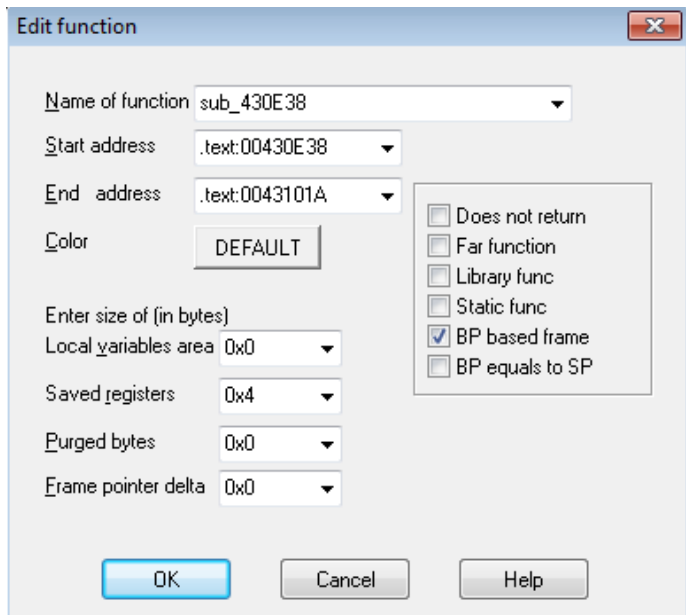 Edit function
Name of function sub_430E38
Start address .text:00430E38
End address .text:0043101A
Color DEFAULT
Does not return
Far function
Library func
Static func
BP based frame
BP equals to SP
Enter size of (in bytes)
Local variables area 0x0
Saved registers 0x4
Purged bytes 0x0
Frame pointer delta 0x0
OK Cancel Help